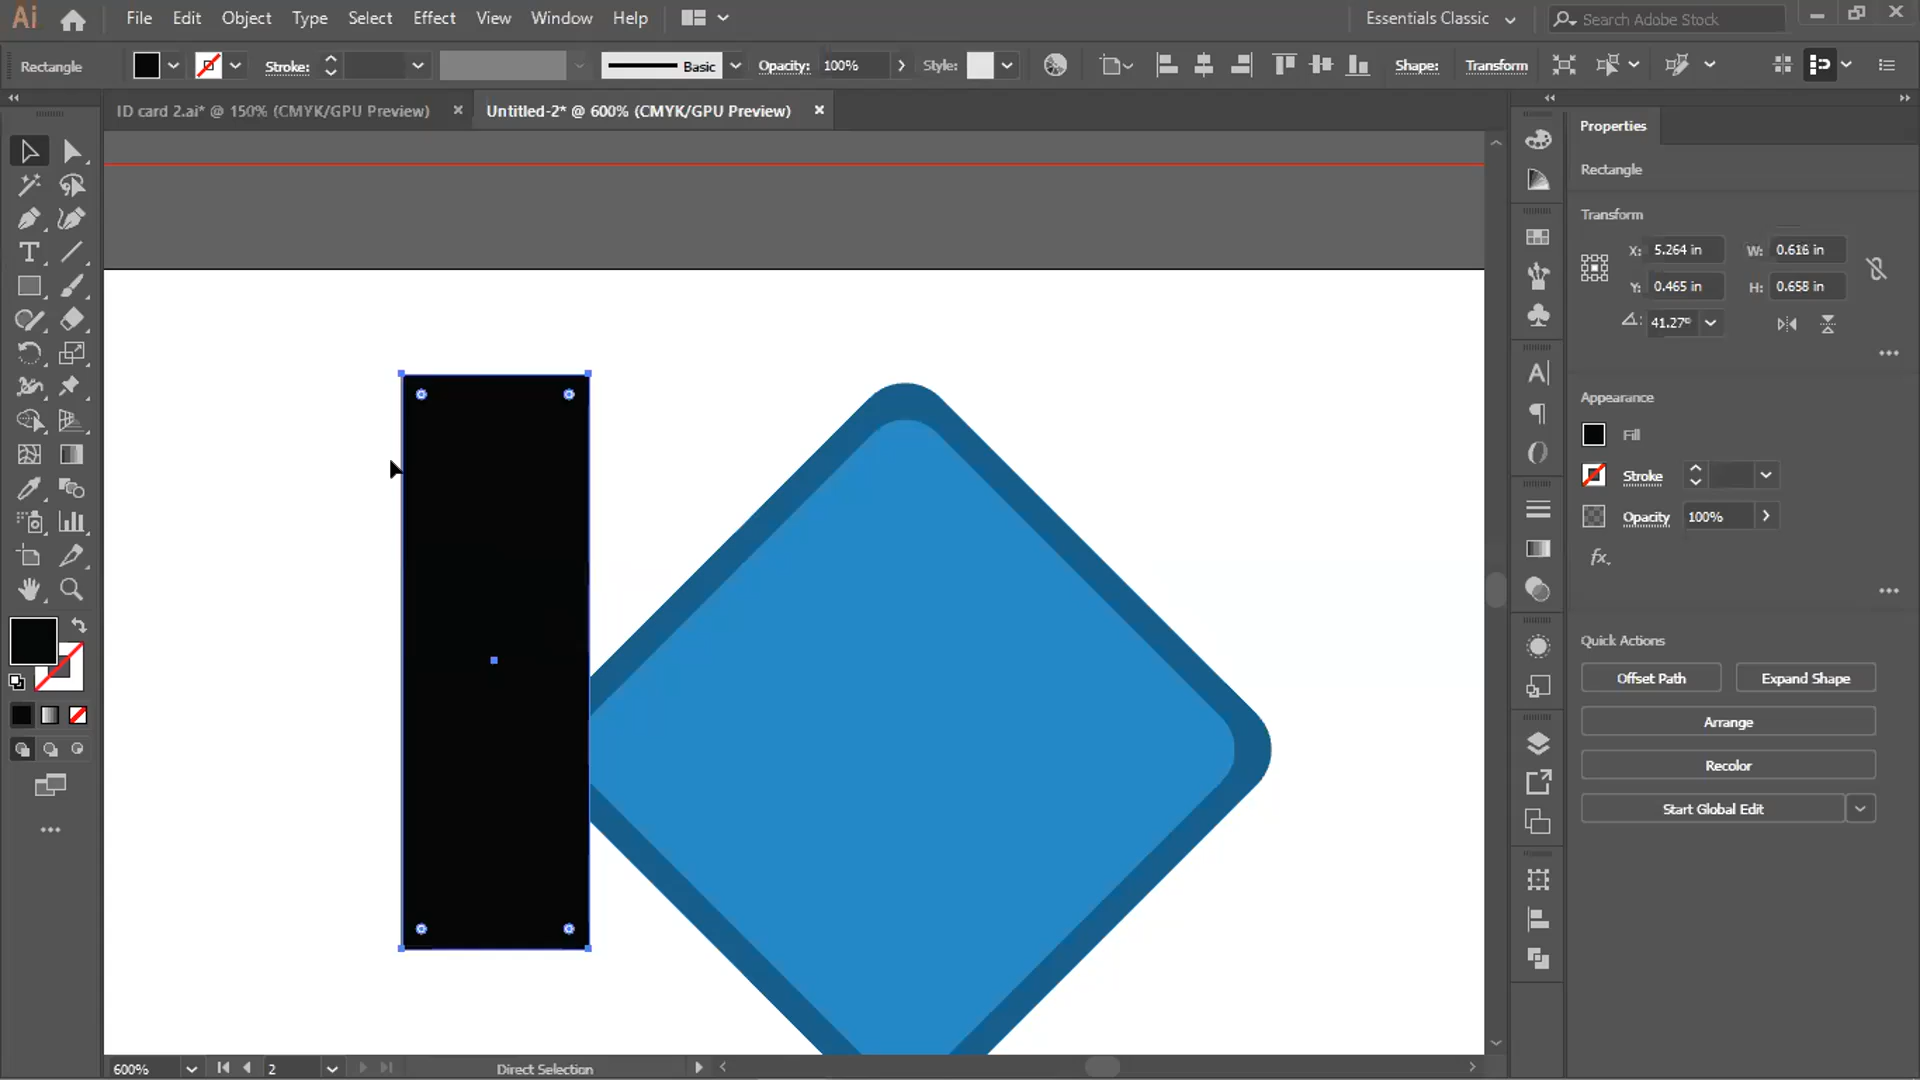 Ai File Edit Object Type Select Effect View Window Help Essentials Classic Search Adobe Stock
Rectangle Stroke: Basic Opacity: 100% Style: Shape: Transform
ID card 2.ai* @ 150% (CMYK/GPU Preview) Untitled-2* @ 600% (CMYK/GPU Preview)
Properties
Rectangle
Transform
X: 5.264 in W: 0.616 in
Y: 0.465 in H: 0.658 in
41.27°
Appearance
Fill
Stroke
Opacity 100%
fx
Quick Actions
Offset Path Expand Shape
Arrange
Recolor
Start Global Edit
600% 2 Direct Selection